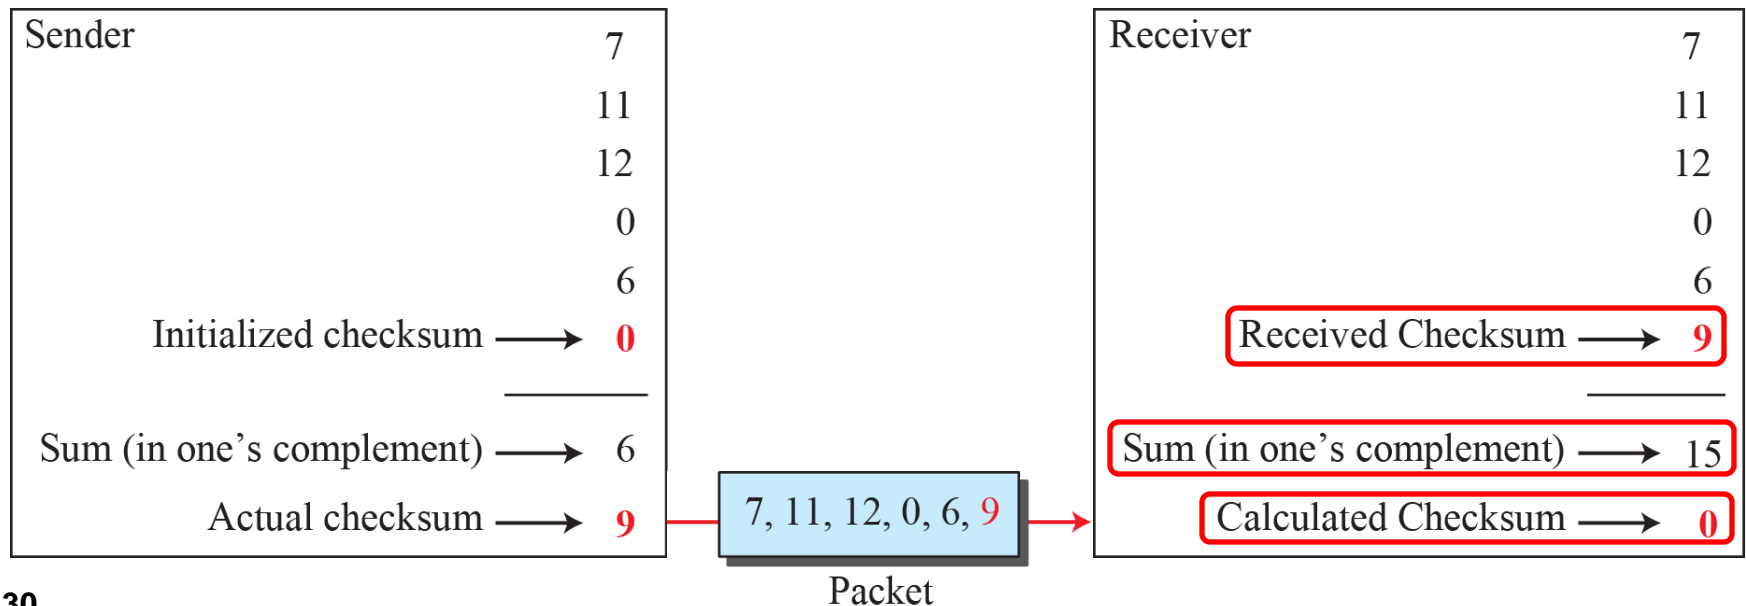 Sender
7
11
12
0
6
Initialized checksum 0
Sum (in one's complement) 6
Actual checksum 9
7, 11, 12, 0, 6, 9
Packet
Receiver
7
11
12
0
6
Received Checksum 9
Sum (in one's complement) 15
Calculated Checksum 0
30